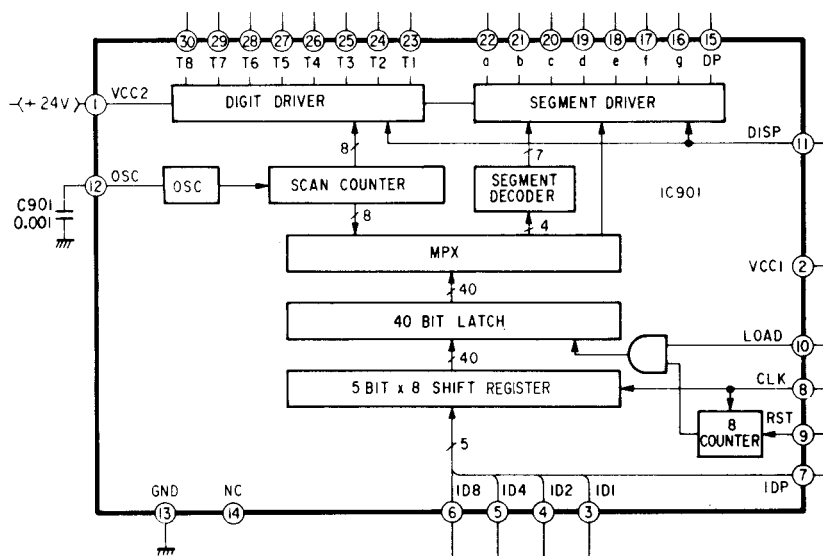 30 29 28 27 26 25 24 23 22 21 20 19 18 17 16 15
T8 T7 T6 T5 T4 T3 T2 T1 a b c d e f g DP
(+24V) 1 VCC2
DIGIT DRIVER
SEGMENT DRIVER
DISP
11
8
7
12 OSC
OSC
SCAN COUNTER
SEGMENT
DECODER
IC901
C901
0.001
8
4
MPX
VCC1 2
40
40 BIT LATCH
LOAD
10
40
CLK
8
5 BIT x 8 SHIFT REGISTER
8
COUNTER
RST
9
5
7
IDP
GND
NC
ID8 ID4 ID2 ID1
13 14 6 5 4 3